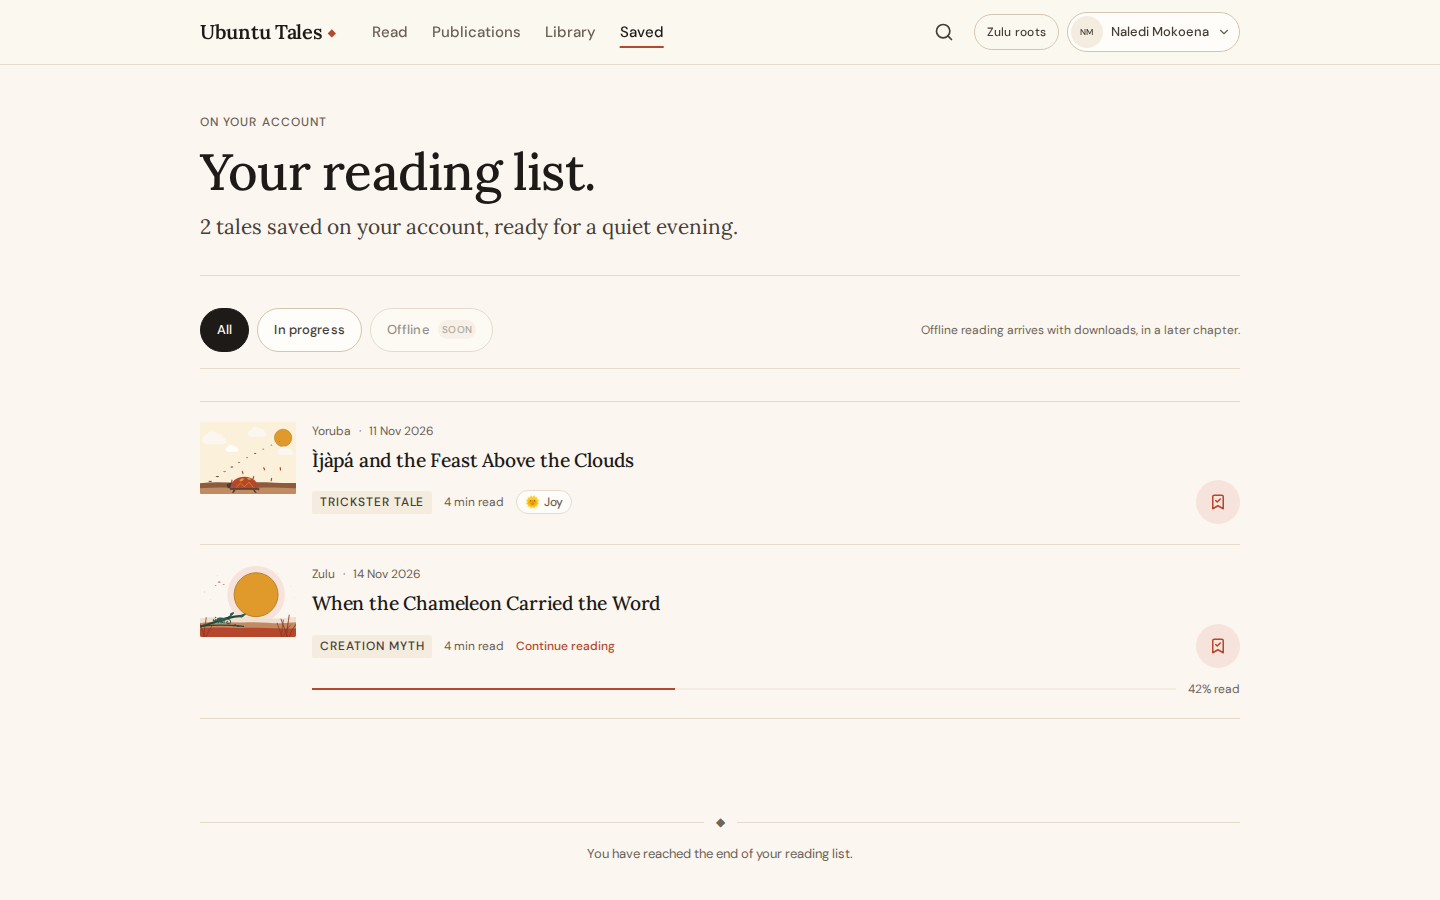 Ubuntu Tales
Read
Publications
Library
Saved
Zulu roots
NM
Naledi Mokoena
ON YOUR ACCOUNT
Your reading list.
2 tales saved on your account, ready for a quiet evening.
All
In progress
Offline SOON
Offline reading arrives with downloads, in a later chapter.
Yoruba · 11 Nov 2026
Ìjàpá and the Feast Above the Clouds
TRICKSTER TALE 4 min read 🌞 Joy
Zulu · 14 Nov 2026
When the Chameleon Carried the Word
CREATION MYTH 4 min read Continue reading
42% read
You have reached the end of your reading list.